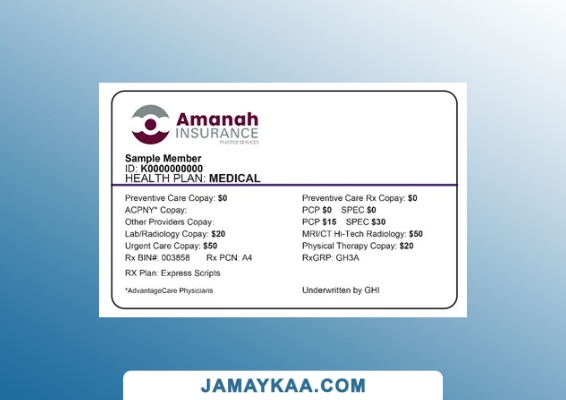 Amanah
INSURANCE
TRUSTED SERVICES
Sample Member
ID: K0000000000
HEALTH PLAN: MEDICAL
Preventive Care Copay: $0 Preventive Care Rx Copay: $0
ACPNY* Copay: PCP $0 SPEC $0
Other Providers Copay: PCP $15 SPEC $30
Lab/Radiology Copay: $20 MRI/CT Hi-Tech Radiology: $50
Urgent Care Copay: $50 Physical Therapy Copay: $20
Rx BIN#: 003858 Rx PCN: A4 RxGRP: GH3A
RX Plan: Express Scripts
*AdvantageCare Physicians Underwritten by GHI
JAMAYKAA.COM